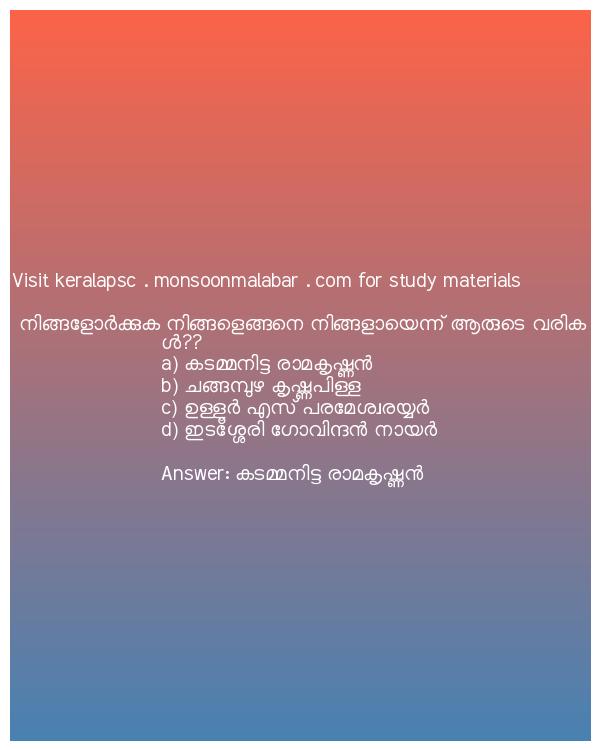 Visit keralapsc . monsoonmalabar . com for study materials
നിങ്ങളോർക്കുക നിങ്ങളെങ്ങനെ നിങ്ങളായെന്ന് ആരുടെ വരിക
ൾ??
a) കടമ്മനിട്ട രാമകൃഷ്ണൻ
b) ചങ്ങമ്പുഴ കൃഷ്ണപിള്ള
c) ഉള്ളൂർ എസ് പരമേശ്വരയ്യർ
d) ഇടശ്ശേരി ഗോവിന്ദൻ നായർ
Answer: കടമ്മനിട്ട രാമകൃഷ്ണൻ